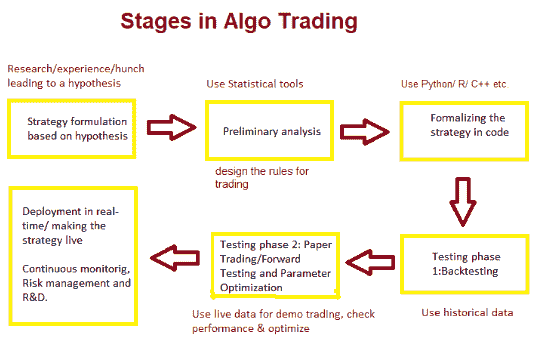 Stages in Algo Trading
Research/experience/hunch
leading to a hypothesis
Strategy formulation
based on hypothesis
Use Statistical tools
Preliminary analysis
design the rules for
trading
Use Python/ R/ C++ etc
Formalizing the
strategy in code
Testing phase
1:Backtesting
Use historical data
Testing phase 2: Paper
Trading/Forward
Testing and Parameter
Optimization
Use live data for demo trading, check
performance & optimize
Deployment in real-
time/ making the
strategy live
Continuous monitorig,
Risk management and
R&D.